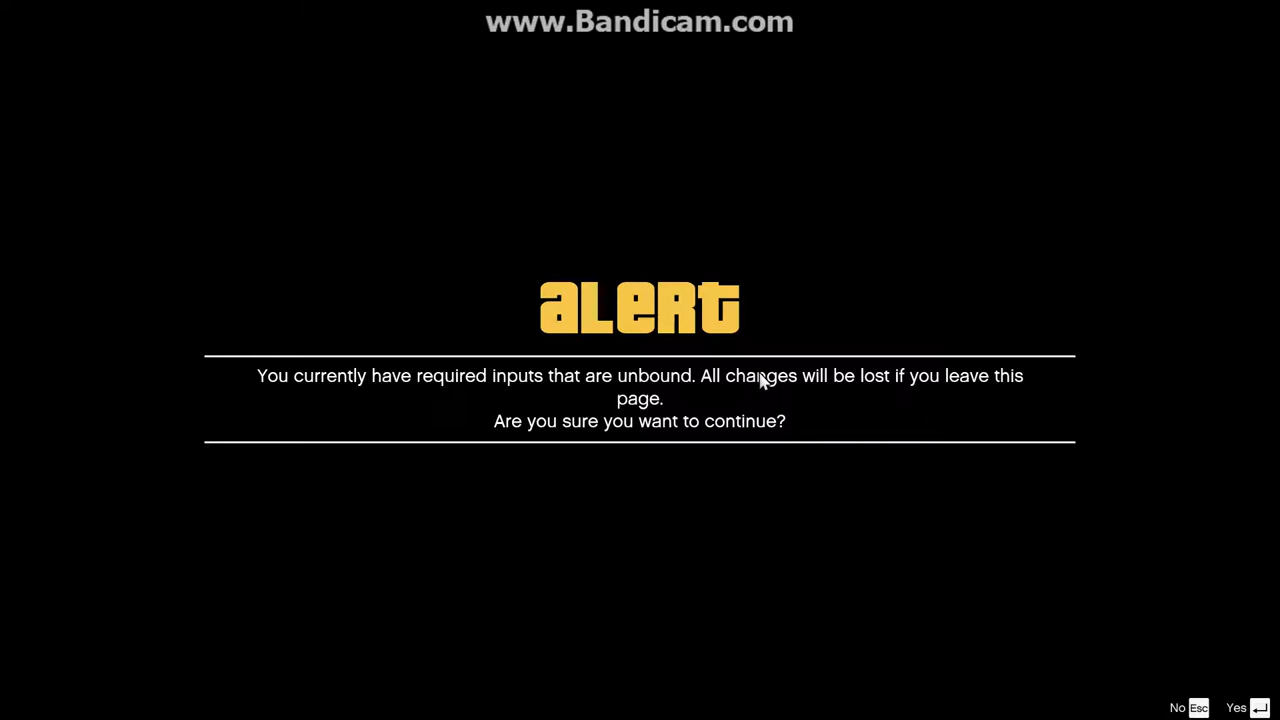 www.Bandicam.com
aLeRt
You currently have required inputs that are unbound. All changes will be lost if you leave this
page.
Are you sure you want to continue?
No Esc Yes